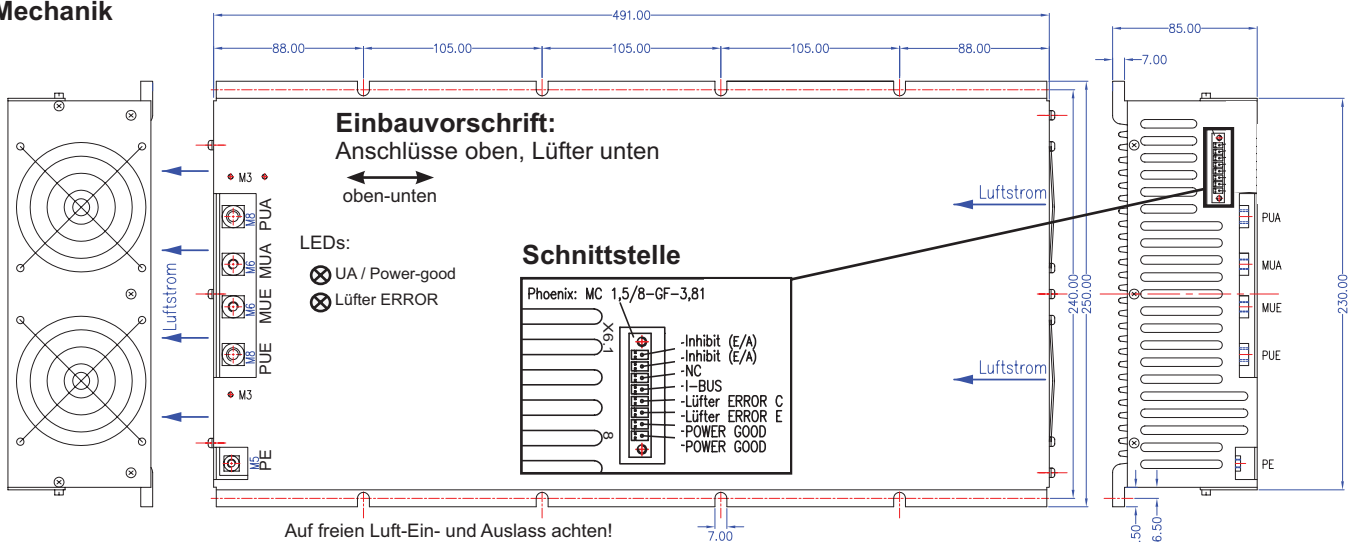 Mechanik
491.00
88.00
105.00
105.00
105.00
88.00
85.00
7.00
Einbauvorschrift:
Anschlüsse oben, Lüfter unten
oben-unten
M3
M8 PUA
M6 MUA
M6 MUE
M8 PUE
M3
M5 PE
LEDs:
UA / Power-good
Lüfter ERROR
Luftstrom
Luftstrom
Luftstrom
Schnittstelle
Phoenix: MC 1,5/8-GF-3,81
X6.1
-Inhibit (E/A)
-Inhibit (E/A)
-NC
-I-BUS
-Lüfter ERROR C
-Lüfter ERROR E
-POWER GOOD
-POWER GOOD
8
240.00
250.00
PUA
MUA
MUE
PUE
PE
230.00
Auf freien Luft-Ein- und Auslass achten!
7.00
.50
6.50